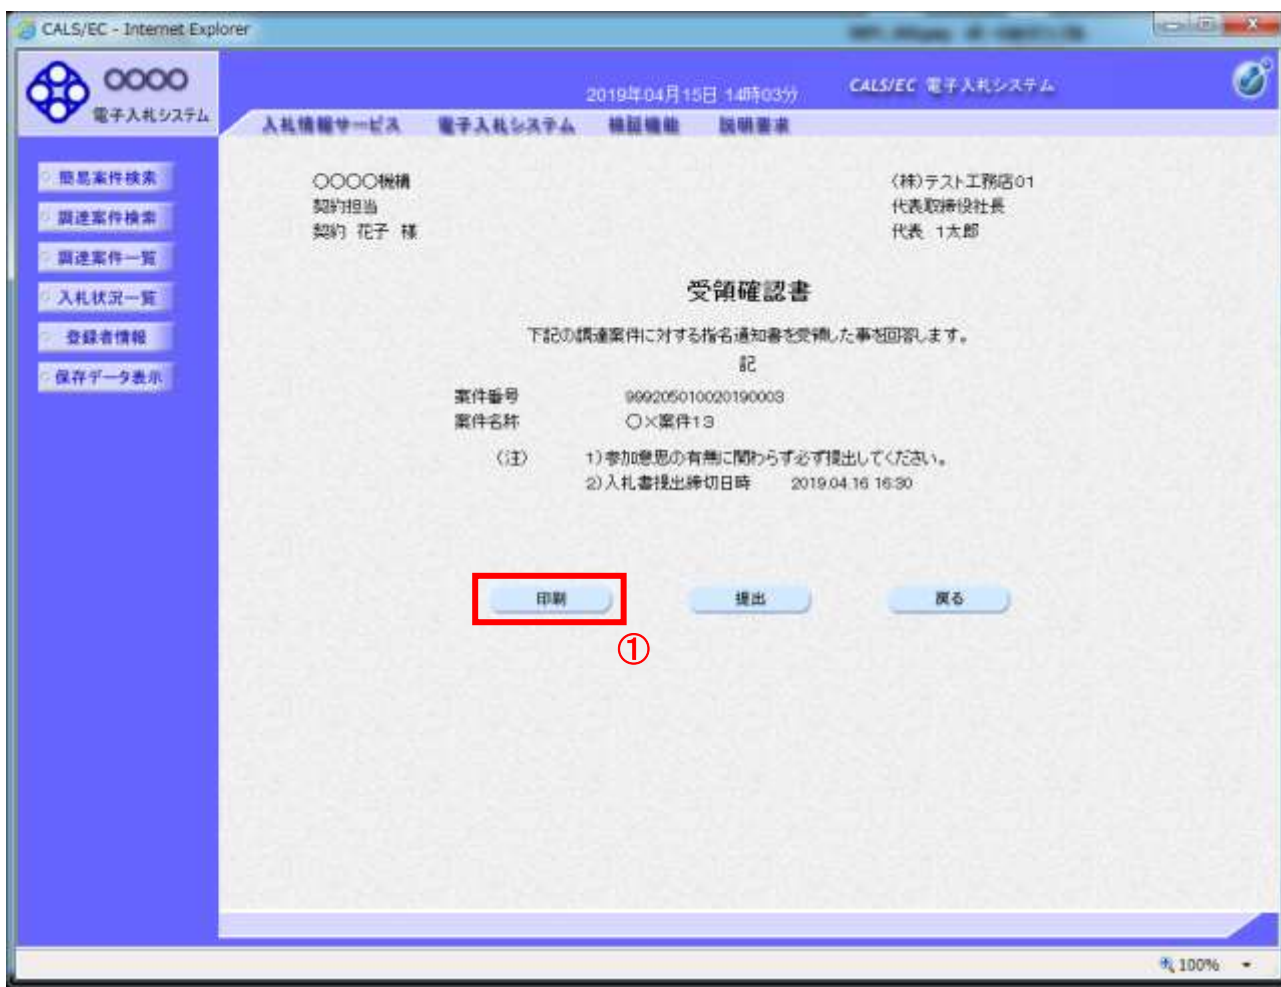 CALS/EC - Internet Explorer
○○○○
電子入札システム
2019年04月15日 14時03分
CALS/EC 電子入札システム
入札情報サービス 電子入札システム 検証機能 説明要求
簡易案件検索
調達案件検索
調達案件一覧
入札状況一覧
登録者情報
保存データ表示
○○○○機構
契約担当
契約 花子 様
(株)テスト工務店01
代表取締役社長
代表 1太郎
受領確認書
下記の調達案件に対する指名通知書を受領した事を回答します。
記
案件番号 999205010020190003
案件名称 ○×案件13
(注) 1)参加意思の有無に関わらず必ず提出してください。
2)入札書提出締切日時 2019.04.16 16:30
印刷 提出 戻る
①
100%